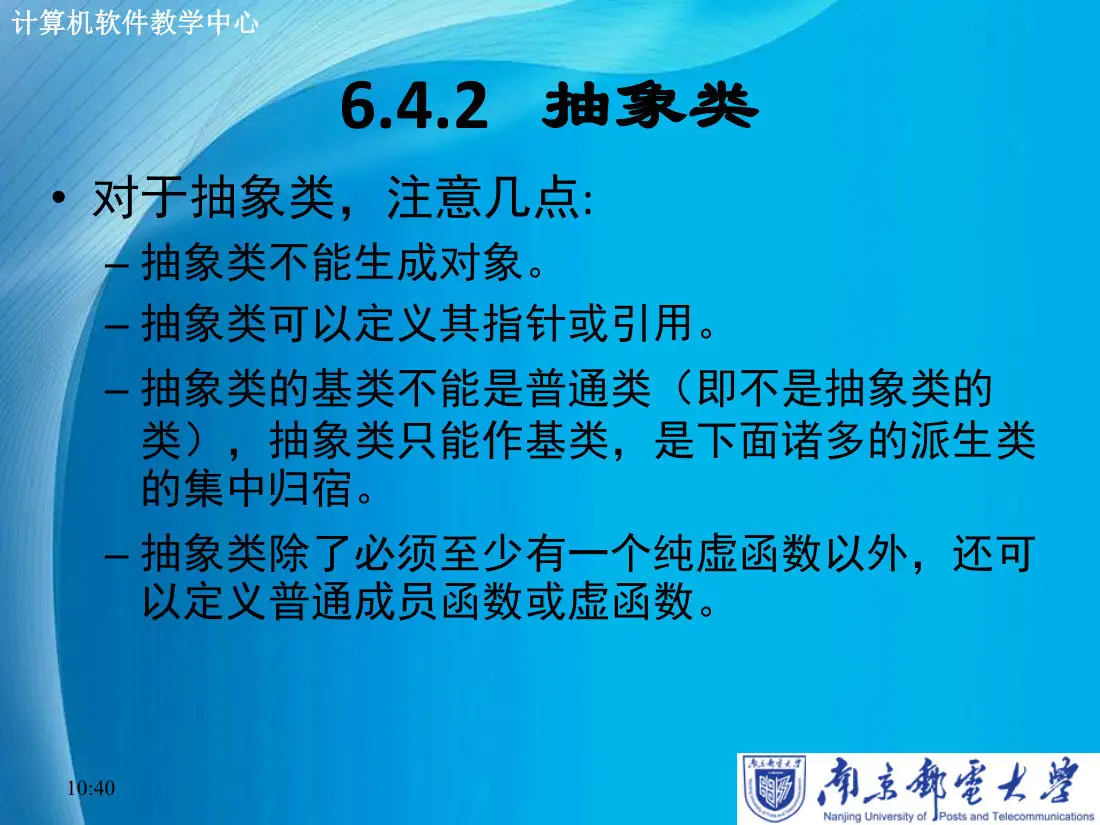 计算机软件教学中心
6.4.2 抽象类
• 对于抽象类，注意几点:
– 抽象类不能生成对象。
– 抽象类可以定义其指针或引用。
– 抽象类的基类不能是普通类（即不是抽象类的
类），抽象类只能作基类，是下面诸多的派生类
的集中归宿。
– 抽象类除了必须至少有一个纯虚函数以外，还可
以定义普通成员函数或虚函数。
10:40
南京郵電大學
Nanjing University of Posts and Telecommunications